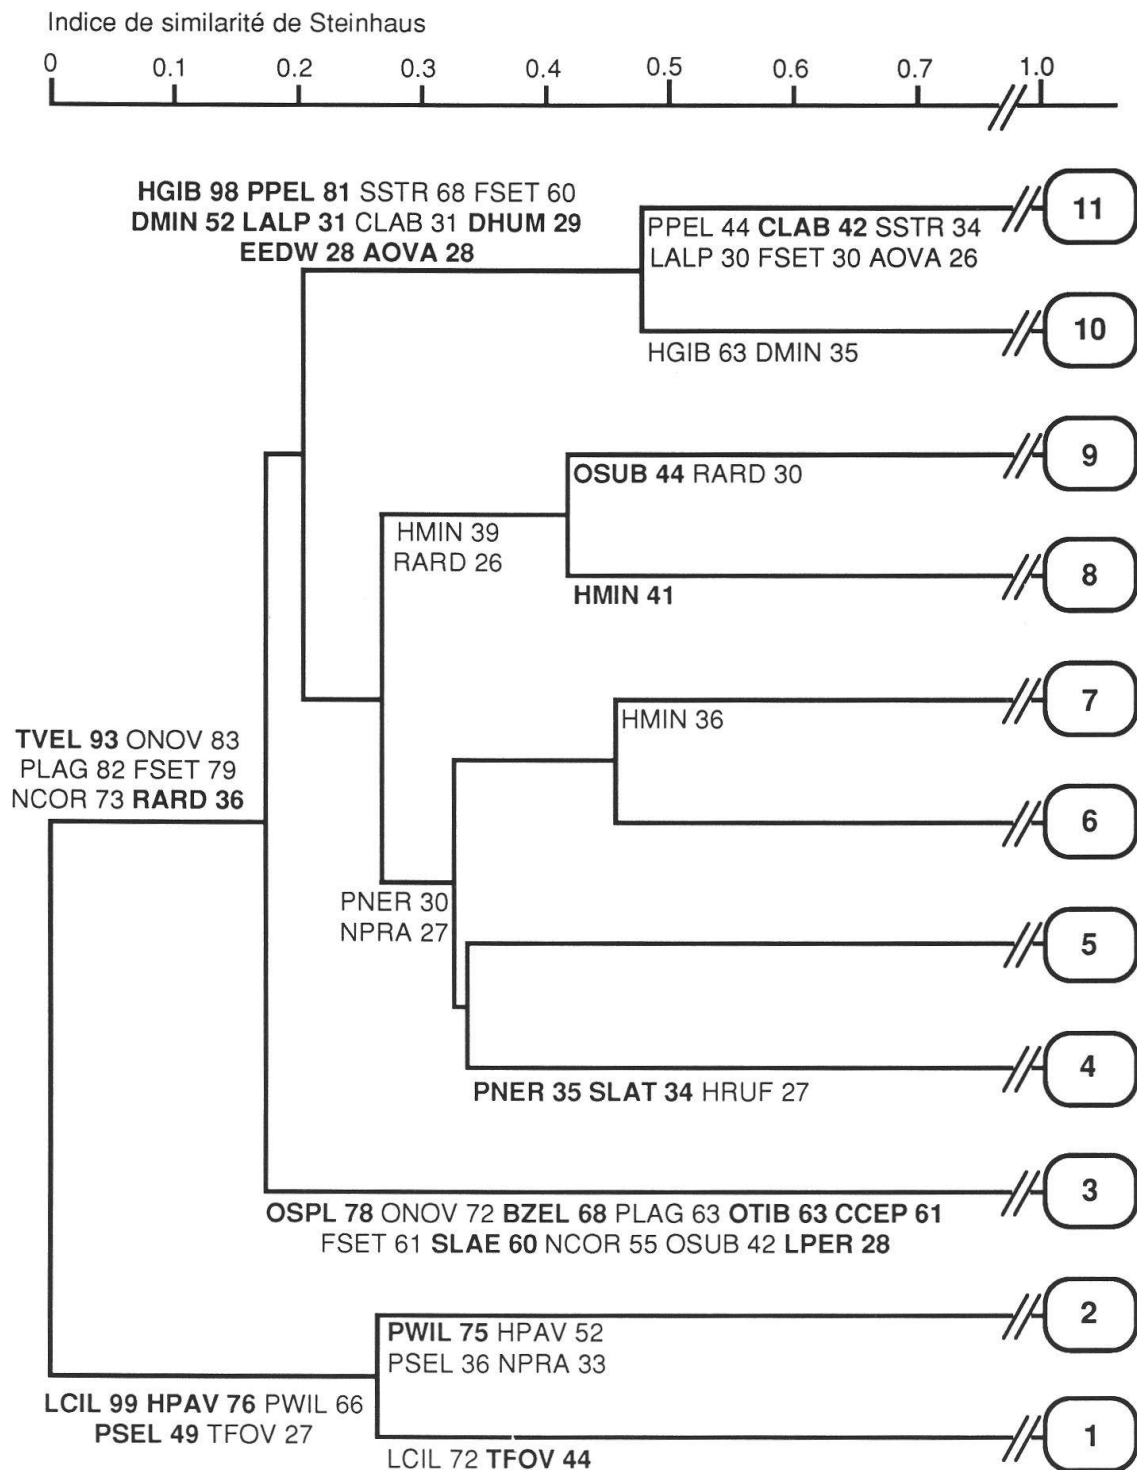 Indice de similarité de Steinhaus
0 0.1 0.2 0.3 0.4 0.5 0.6 0.7 1.0
HGIB 98 PPEL 81 SSTR 68 FSET 60
DMIN 52 LALP 31 CLAB 31 DHUM 29
EEDW 28 AOVA 28
11
PPEL 44 CLAB 42 SSTR 34
LALP 30 FSET 30 AOVA 26
10
HGIB 63 DMIN 35
9
OSUB 44 RARD 30
HMIN 39
RARD 26
8
HMIN 41
7
HMIN 36
TVEL 93 ONOV 83
PLAG 82 FSET 79
NCOR 73 RARD 36
6
PNER 30
NPRA 27
5
4
PNER 35 SLAT 34 HRUF 27
3
OSPL 78 ONOV 72 BZEL 68 PLAG 63 OTIB 63 CCEP 61
FSET 61 SLAE 60 NCOR 55 OSUB 42 LPER 28
2
PWIL 75 HPAV 52
PSEL 36 NPRA 33
LCIL 99 HPAV 76 PWIL 66
PSEL 49 TFOV 27
1
LCIL 72 TFOV 44